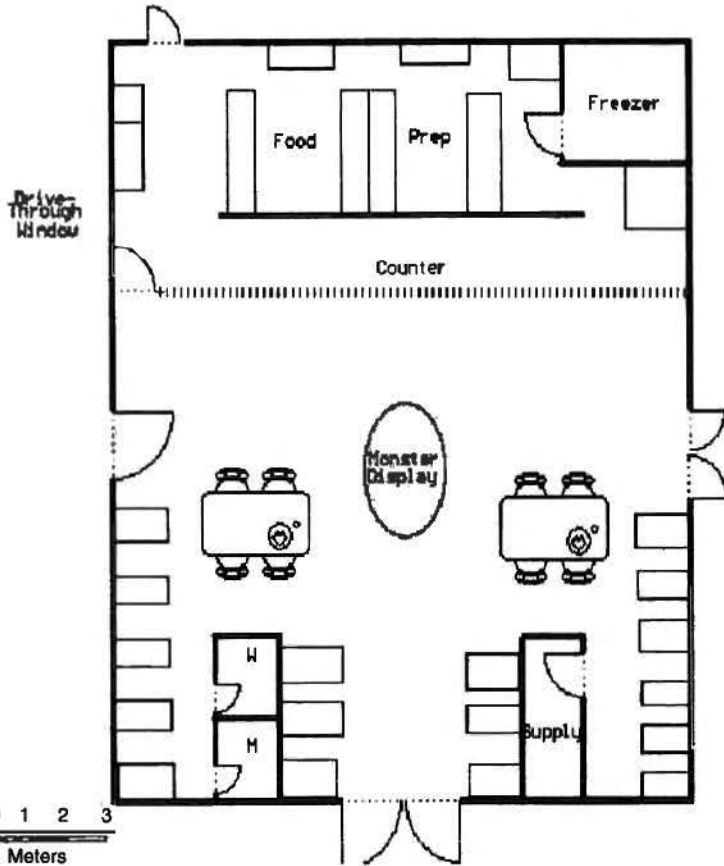 Freezer
Food
Prep
Drive-
Through
Window
Counter
Monster
Display
W
M
Supply
1 2 3
Meters